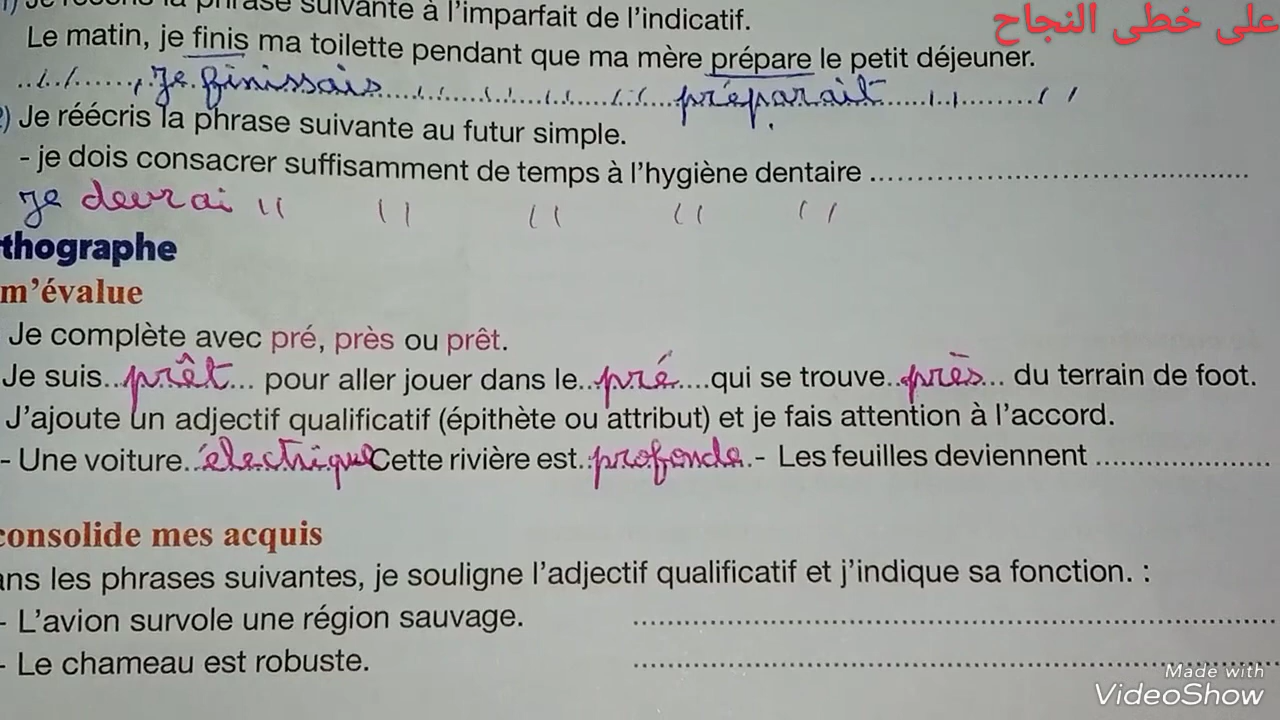 phrase suivante à l'imparfait de l'indicatif.
على خطى النجاح
Le matin, je finis ma toilette pendant que ma mère prépare le petit déjeuner.
je finissais préparait
2) Je réécris la phrase suivante au futur simple.
- je dois consacrer suffisamment de temps à l'hygiène dentaire ........................................
je devrai
thographe
m'évalue
Je complète avec pré, près ou prêt.
Je suis..prêt... pour aller jouer dans le..pré....qui se trouve..près... du terrain de foot.
J'ajoute un adjectif qualificatif (épithète ou attribut) et je fais attention à l'accord.
- Une voiture..électrique Cette rivière est..profonde.- Les feuilles deviennent ......................
consolide mes acquis
ans les phrases suivantes, je souligne l'adjectif qualificatif et j'indique sa fonction. :
- L'avion survole une région sauvage. ................................................................
- Le chameau est robuste. ................................................................
Made with
VideoShow